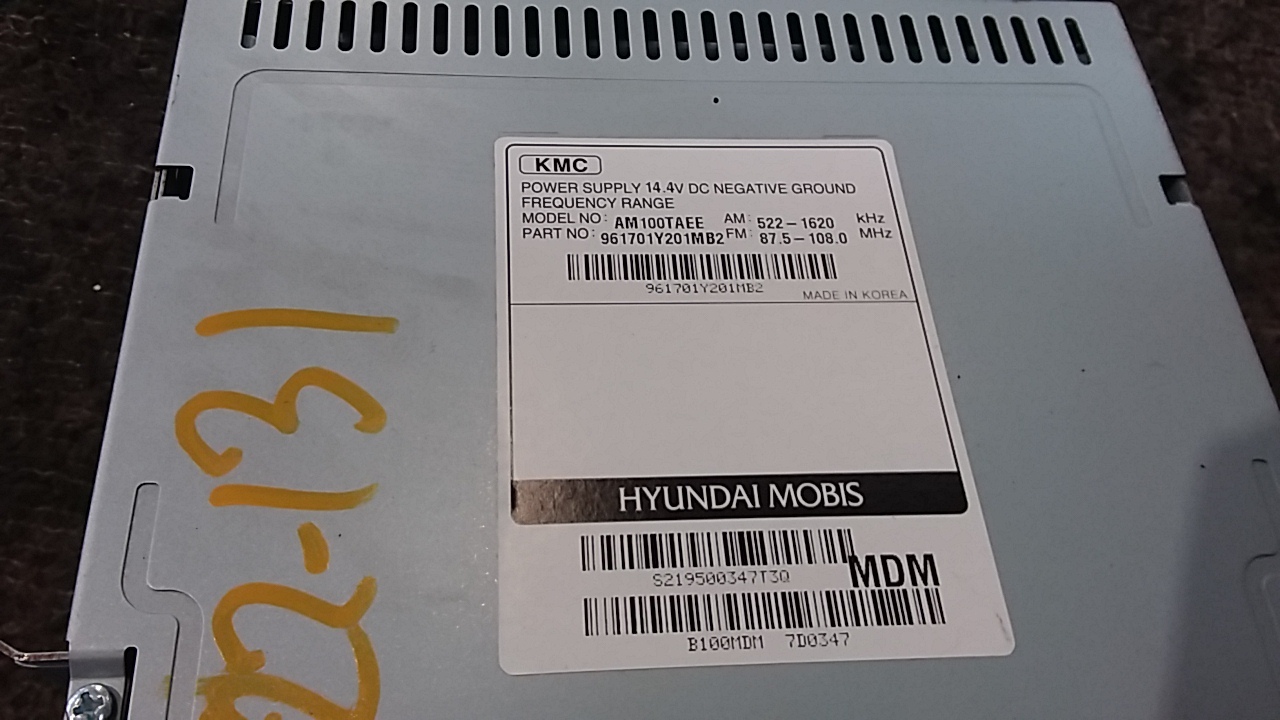 KMC
POWER SUPPLY 14.4V DC NEGATIVE GROUND
FREQUENCY RANGE
MODEL NO: AM100TAEE AM: 522-1620 kHz
PART NO: 961701Y201MB2 FM: 87.5-108.0 MHz
961701Y201MB2
MADE IN KOREA
HYUNDAI MOBIS
S219500347T3Q
MDM
B100MDM 7D0347